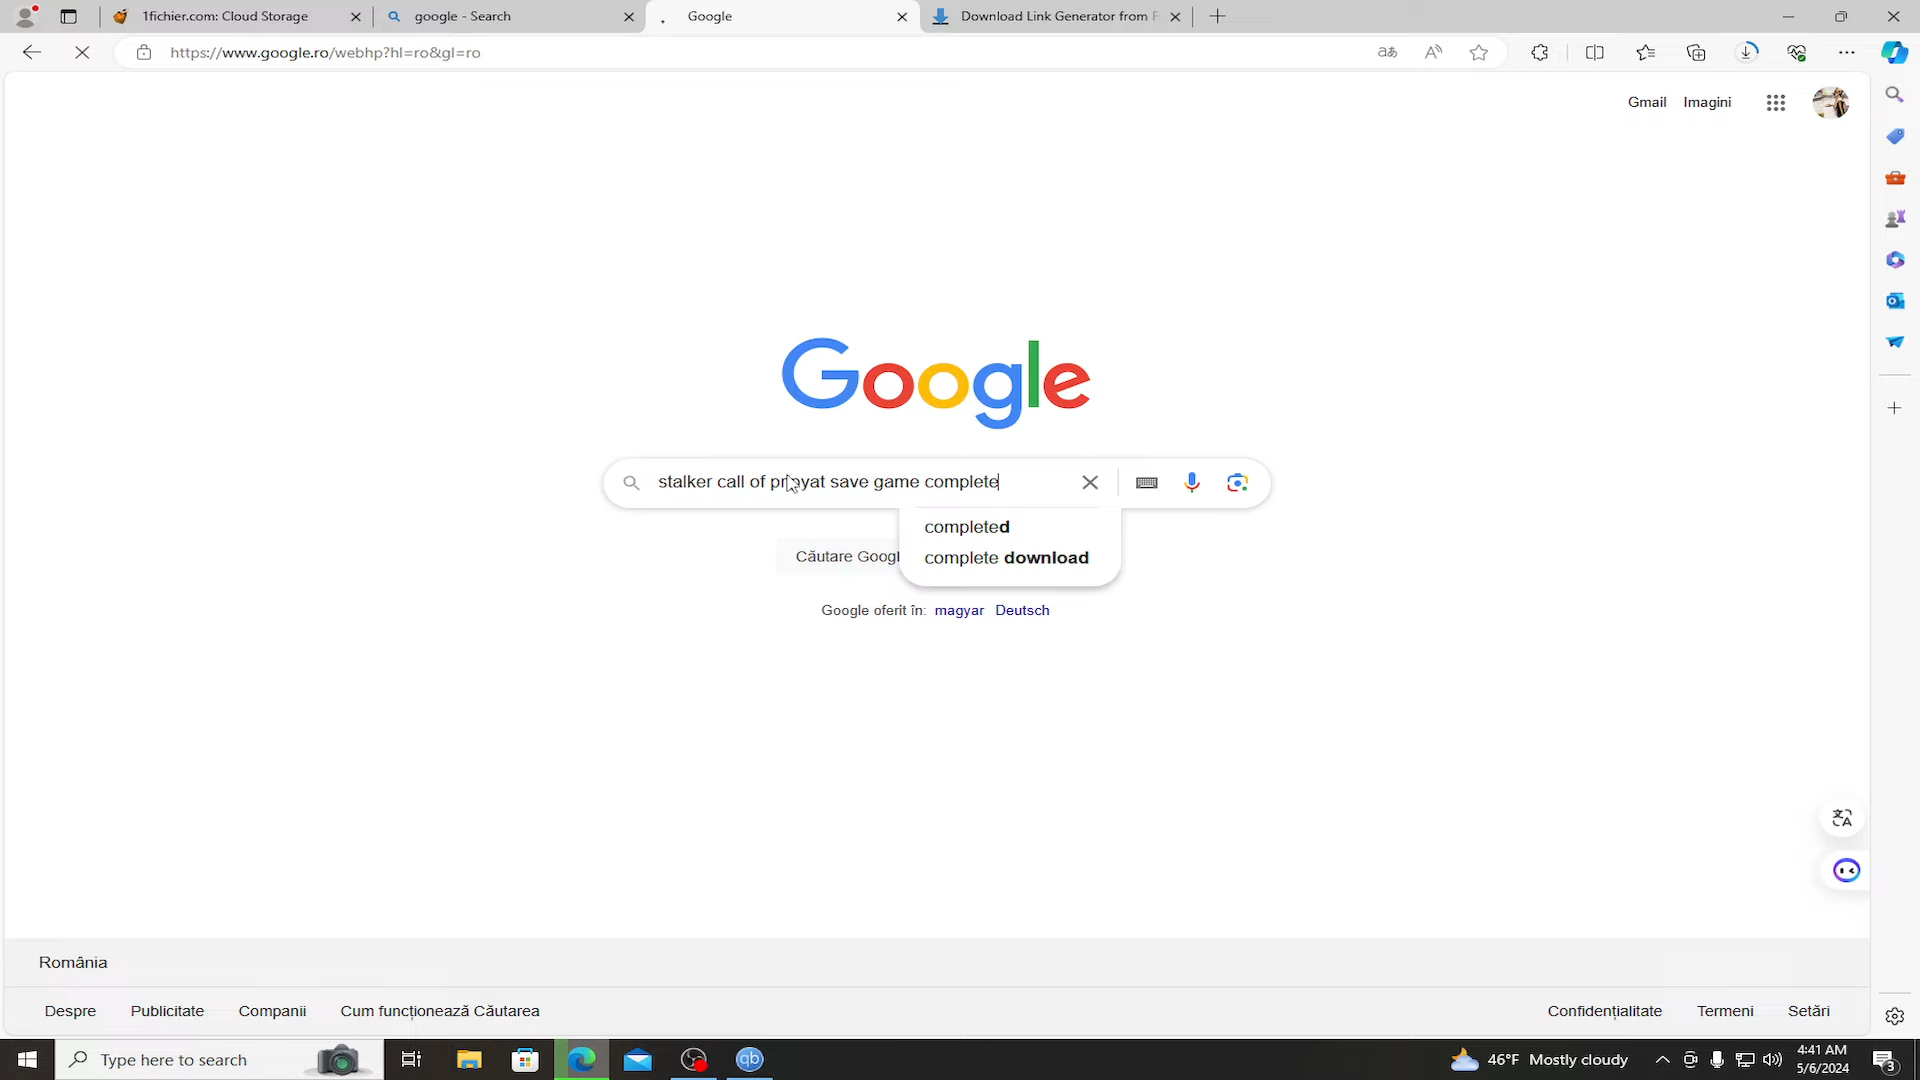 1fichier.com: Cloud Storage
google - Search
Google
Download Link Generator from
https://www.google.ro/webhp?hl=ro&gl=ro
Gmail Imagini
Google
stalker call of pripyat save game complete
completed
complete download
Căutare Googl
Google oferit în: magyar Deutsch
România
Despre Publicitate Companii Cum funcționează Căutarea
Confidențialitate Termeni Setări
Type here to search
qb
46°F Mostly cloudy
4:41 AM
5/6/2024
3